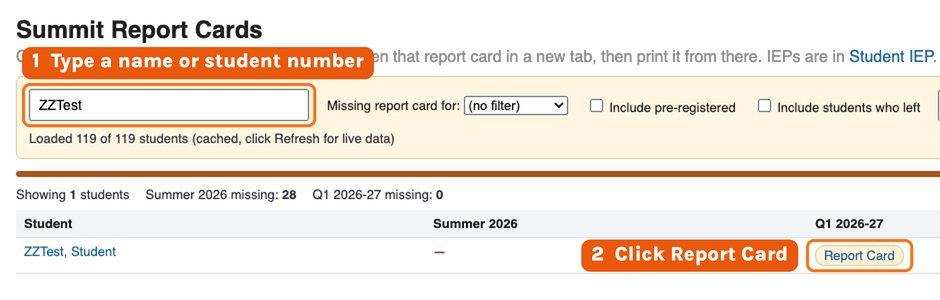 Summit Report Cards
1 Type a name or student number
en that report card in a new tab, then print it from there. IEPs are in Student IEP.
ZZTest
Missing report card for: (no filter)
Include pre-registered
Include students who left
Loaded 119 of 119 students (cached, click Refresh for live data)
Showing 1 students Summer 2026 missing: 28 Q1 2026-27 missing: 0
Student Summer 2026 Q1 2026-27
ZZTest, Student — 2 Click Report Card Report Card